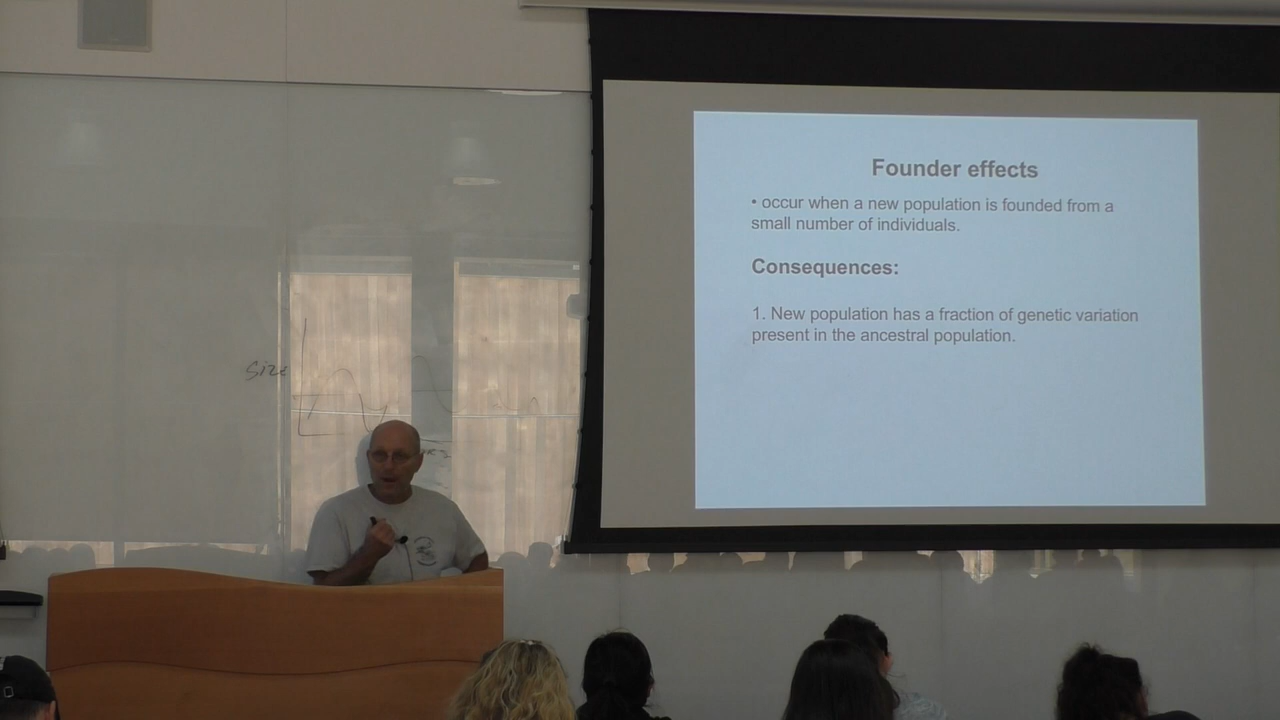 Founder effects
• occur when a new population is founded from a
small number of individuals.
Consequences:
1. New population has a fraction of genetic variation
present in the ancestral population.
SIZE